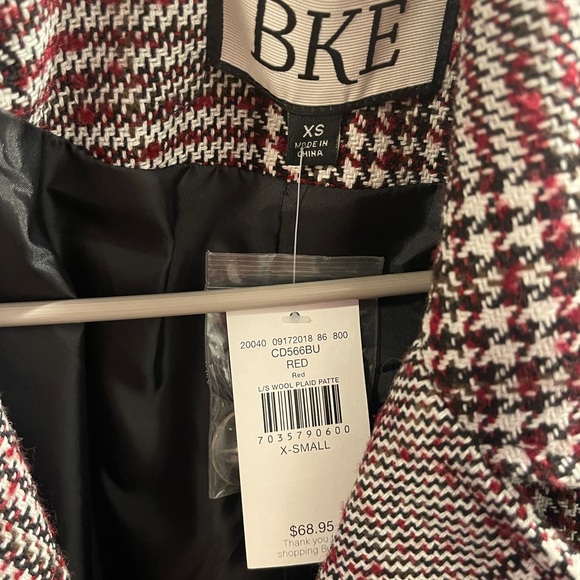 BKE
XS
MADE IN
CHINA
20040 09172018 86 800
CD566BU
RED
Red
L/S WOOL PLAID PATTE
7035790600
X-SMALL
$68.95
Thank you f
shopping B